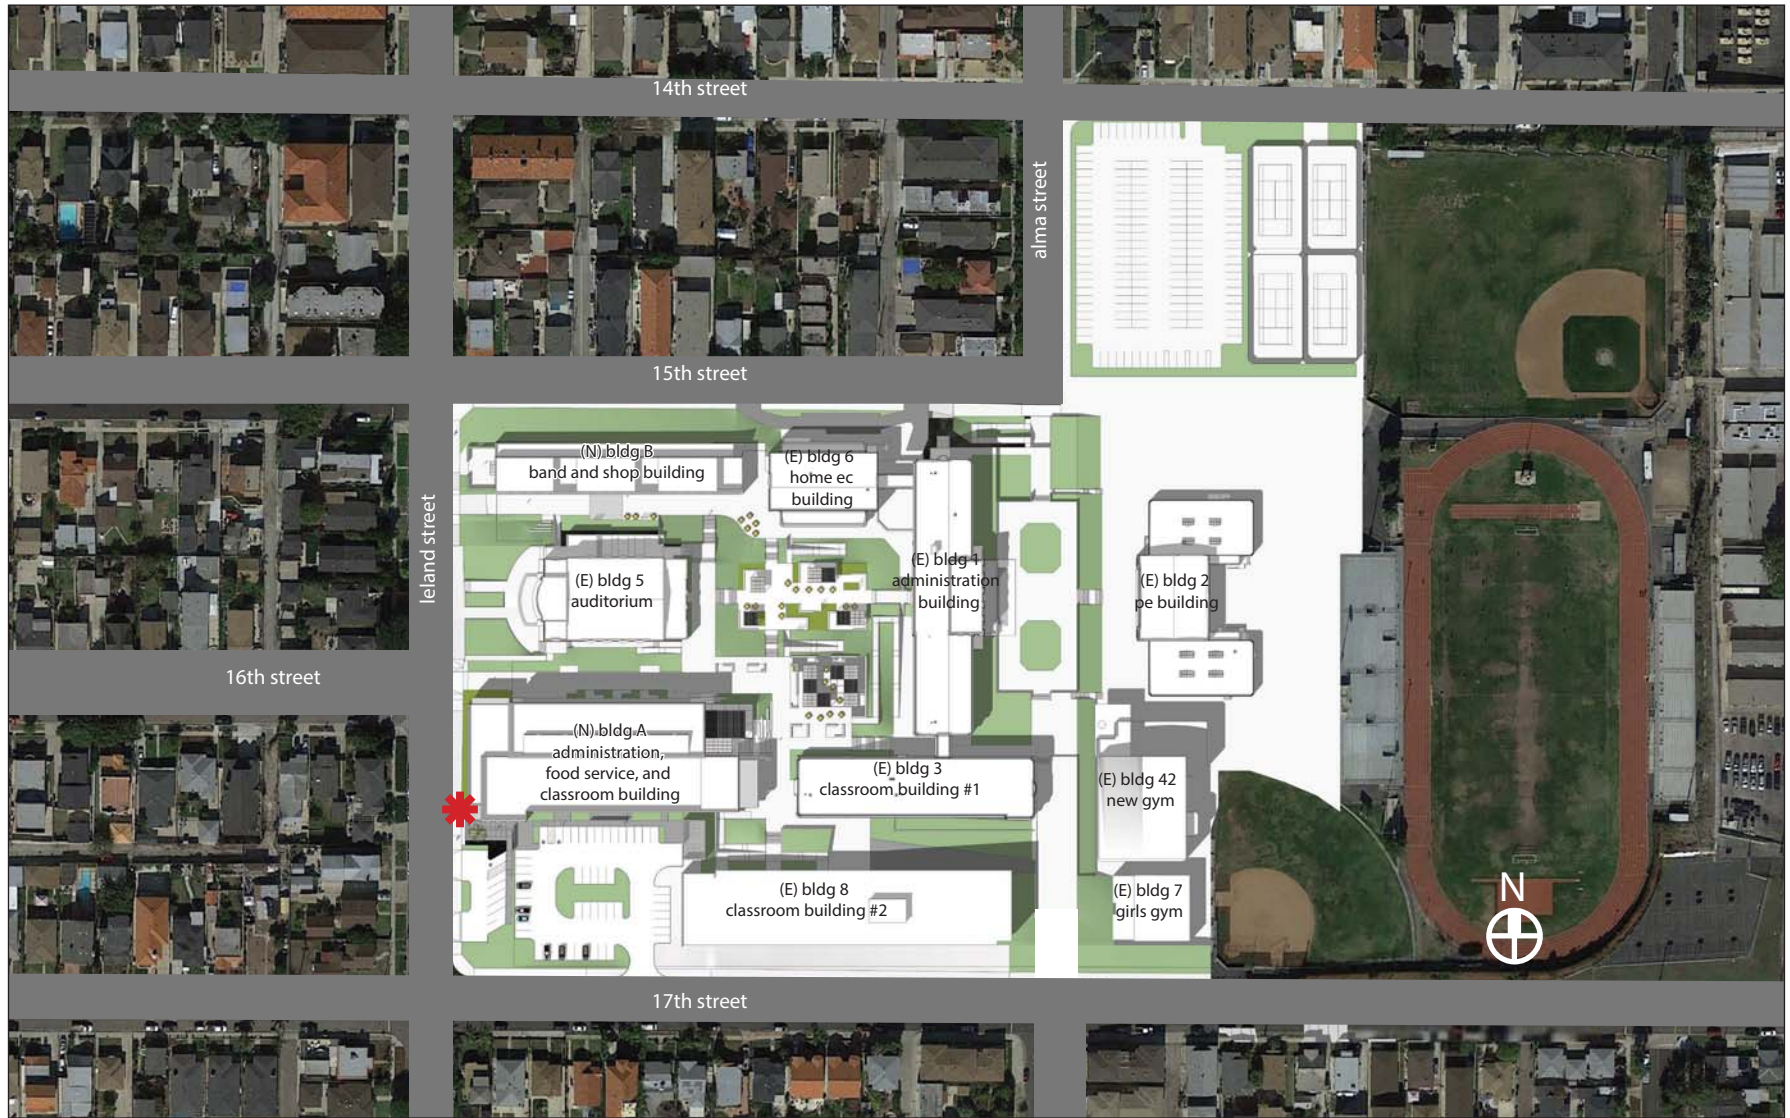 14th street
alma street
15th street
(N) bldg B
band and shop building
(E) bldg 6
home ec
building
leland street
(E) bldg 5
auditorium
(E) bldg 1
administration
building
(E) bldg 2
pe building
16th street
(N) bldg A
administration,
food service, and
classroom building
(E) bldg 3
classroom building #1
(E) bldg 42
new gym
(E) bldg 8
classroom building #2
(E) bldg 7
girls gym
N
17th street